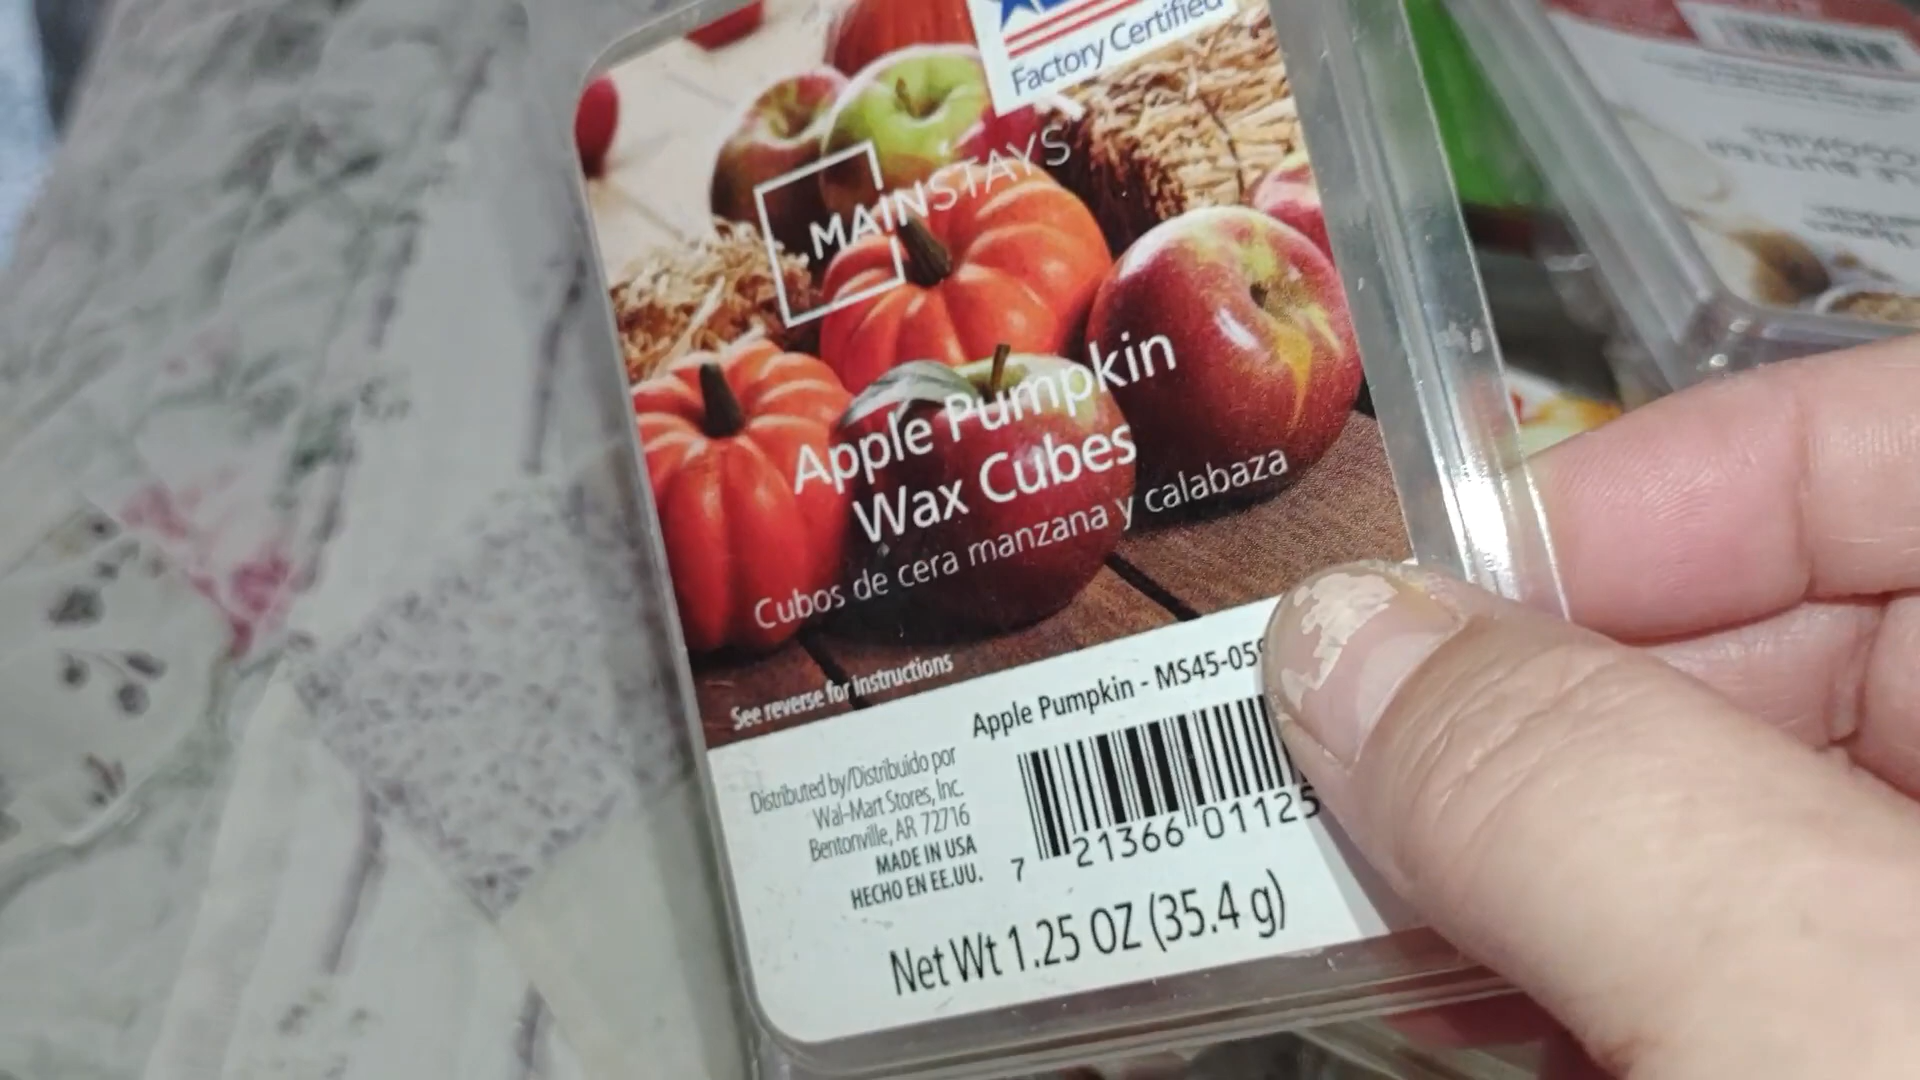 Factory Certified
MAINSTAYS
Apple Pumpkin
Wax Cubes
Cubos de cera manzana y calabaza
See reverse for instructions
Apple Pumpkin - MS45-05
Distributed by/Distribuido por
Wal-Mart Stores, Inc.
Bentonville, AR 72716
MADE IN USA
HECHO EN EE.UU.
7 21366 01125
Net Wt 1.25 OZ (35.4 g)
BUTTER
COOKIES